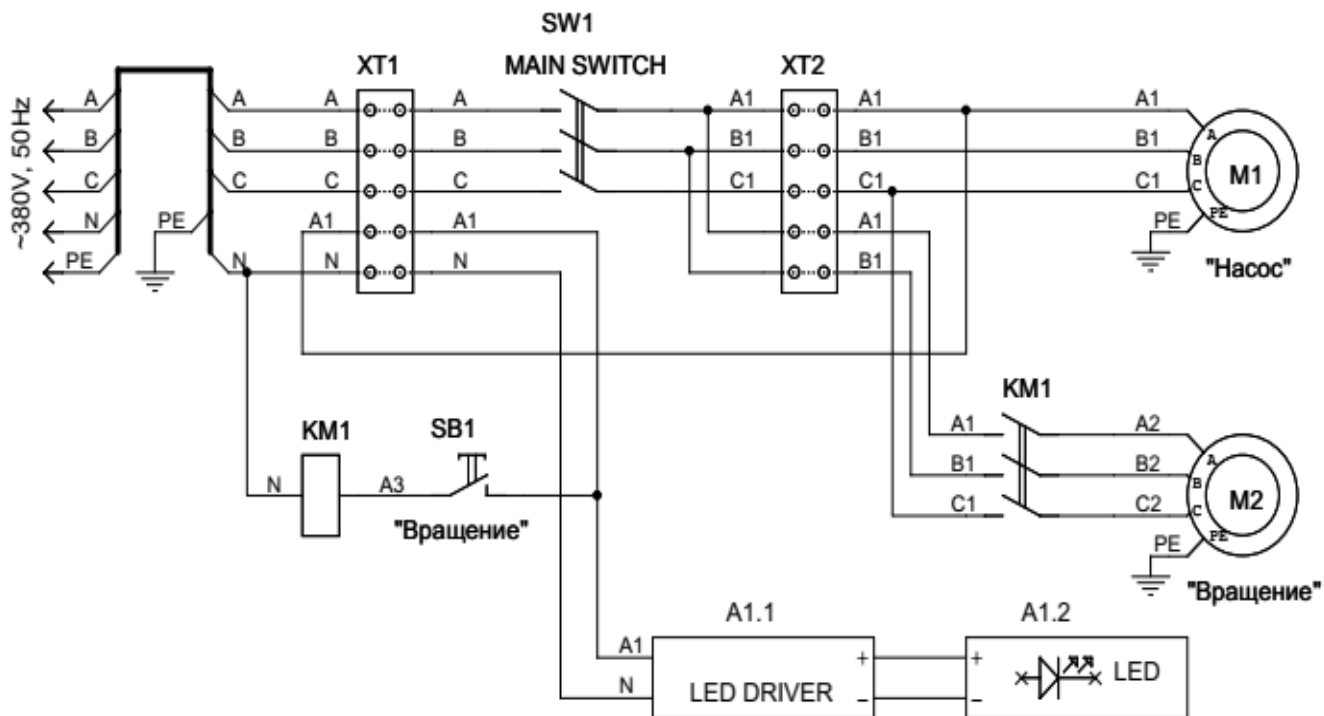 SW1
MAIN SWITCH
XT1
XT2
~380V, 50Hz
A A A A A1 A1 A1
B B B B B1 B1 B1
C C C C C1 C1 C1
N PE A1 A1 A1
PE N N N B1
A
B
C
PE
M1
"Насос"
KM1
A1 A2
B1 B2
C1 C2
PE
A
B
C
PE
M2
"Вращение"
KM1
SB1
N A3
"Вращение"
A1.1
A1
N
LED DRIVER
+
−
A1.2
+
−
LED